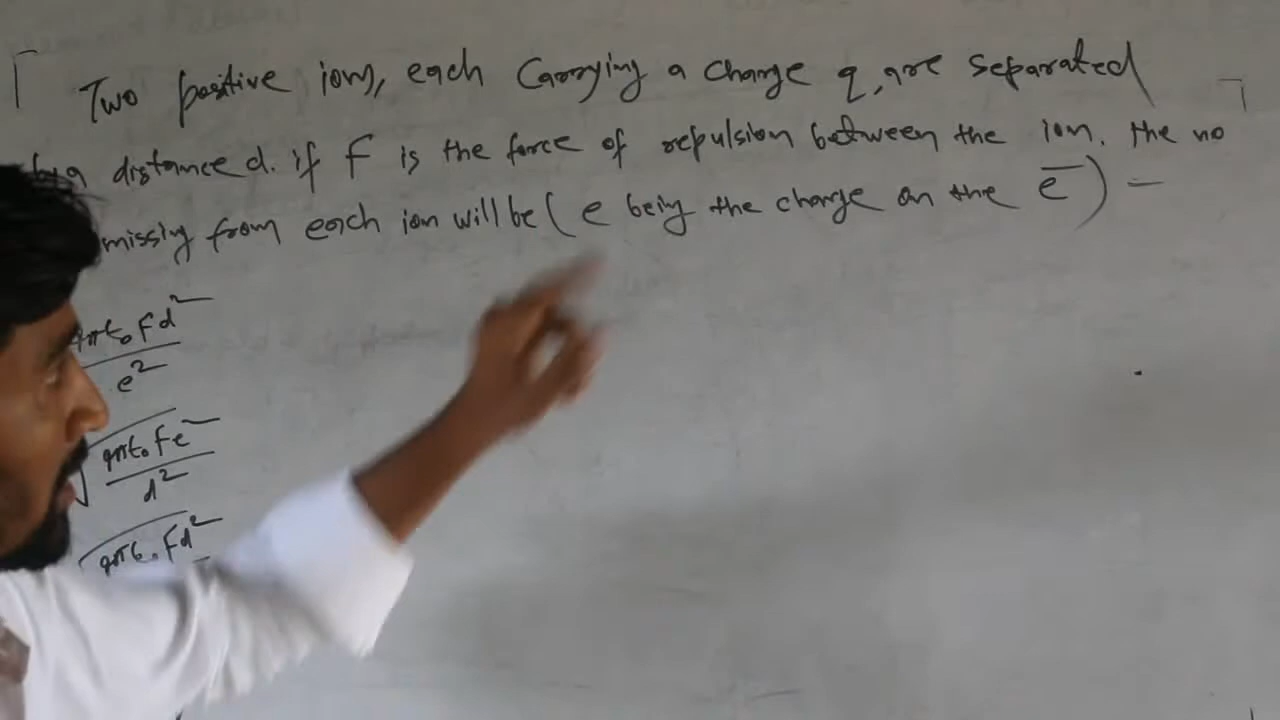 Two positive ions, each Carrying a charge q, are separated
by a distance d. if F is the force of repulsion between the ion. the no
missing from each ion will be ( e being the charge on the e⁻ ) —
4πε₀Fd²
e²
√4πε₀Fe²
d²
√4πε₀Fd²